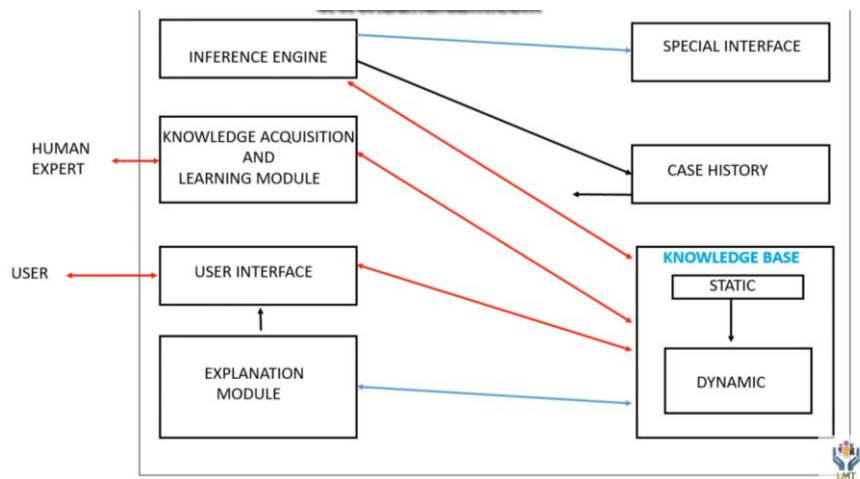 INFERENCE ENGINE
SPECIAL INTERFACE
HUMAN
EXPERT
KNOWLEDGE ACQUISITION
AND
LEARNING MODULE
CASE HISTORY
USER
USER INTERFACE
KNOWLEDGE BASE
STATIC
DYNAMIC
EXPLANATION
MODULE
LMT